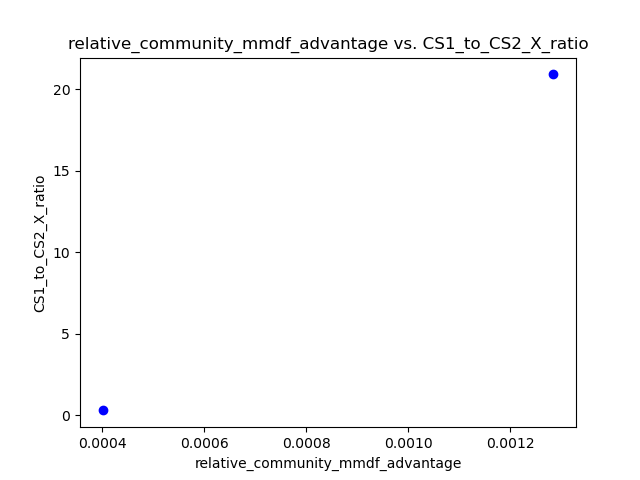 relative_community_mmdf_advantage vs. CS1_to_CS2_X_ratio
20
15
10
5
0
CS1_to_CS2_X_ratio
0.0004 0.0006 0.0008 0.0010 0.0012
relative_community_mmdf_advantage